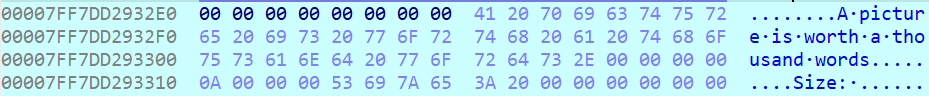 00007FF7DD2932E0 00 00 00 00 00 00 00 00 41 20 70 69 63 74 75 72 ........A·pictur
00007FF7DD2932F0 65 20 69 73 20 77 6F 72 74 68 20 61 20 74 68 6F e·is·worth·a·tho
00007FF7DD293300 75 73 61 6E 64 20 77 6F 72 64 73 2E 00 00 00 00 usand·words.....
00007FF7DD293310 0A 00 00 00 53 69 7A 65 3A 20 00 00 00 00 00 00 ....Size:·......